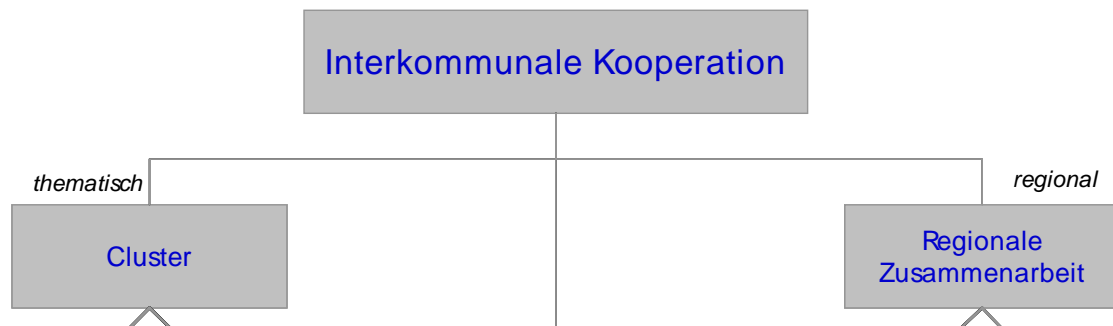 Interkommunale Kooperation
thematisch
regional
Cluster
Regionale
Zusammenarbeit